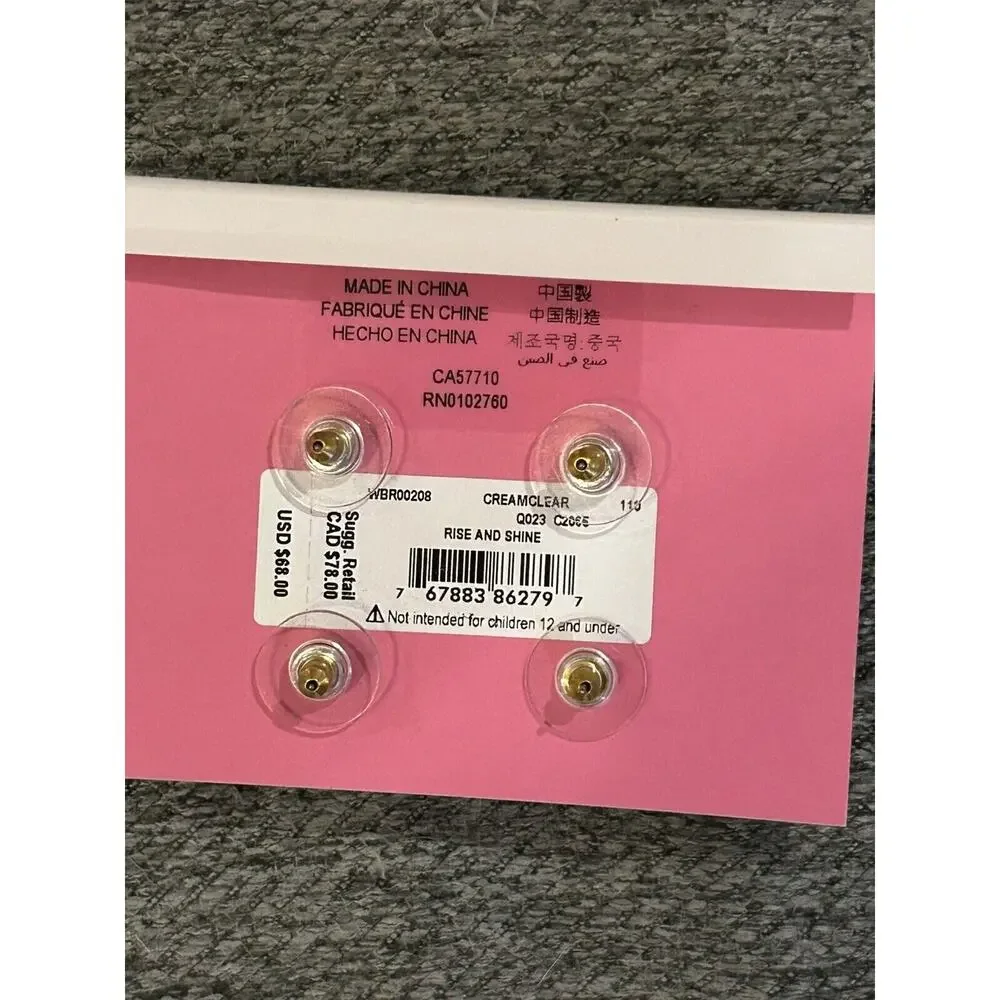 MADE IN CHINA
FABRIQUÉ EN CHINE
HECHO EN CHINA
中国製
中国制造
제조국명:중국
صنع في الصين
CA57710
RN0102760
WBR00208 CREAMCLEAR
Q023
RISE AND SHINE
7 67883 86279 7
⚠ Not intended for children 12 and under
Sugg. Retail
CAD $78.00
USD $68.00